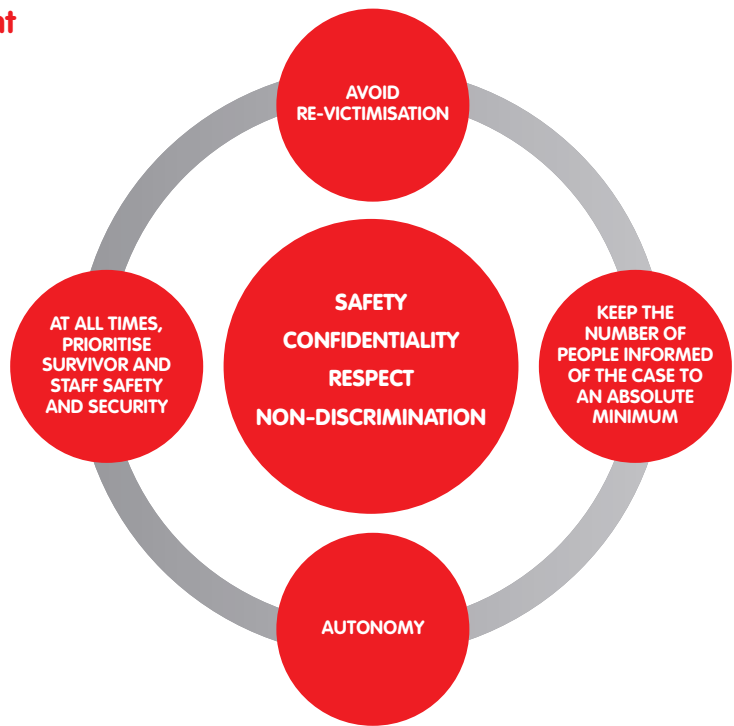 AVOID
RE-VICTIMISATION
AT ALL TIMES,
PRIORITISE
SURVIVOR AND
STAFF SAFETY
AND SECURITY
SAFETY
CONFIDENTIALITY
RESPECT
NON-DISCRIMINATION
KEEP THE
NUMBER OF
PEOPLE INFORMED
OF THE CASE TO
AN ABSOLUTE
MINIMUM
AUTONOMY